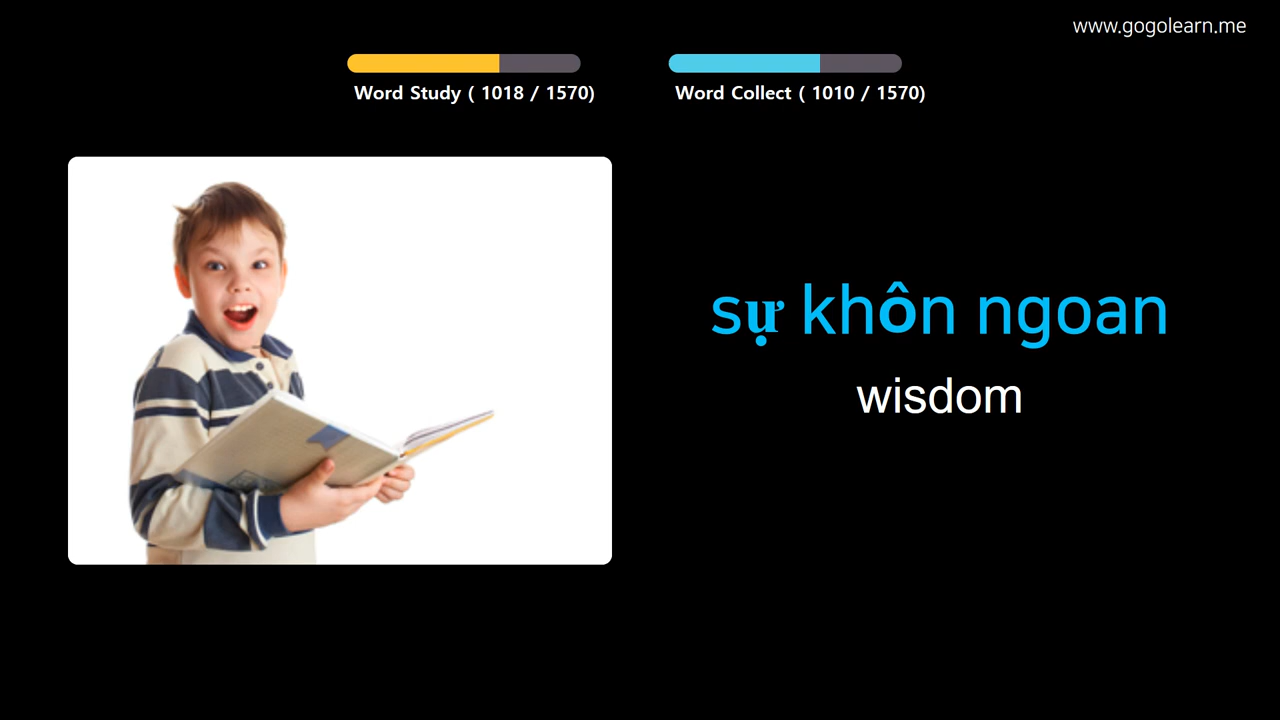 www.gogolearn.me
Word Study ( 1018 / 1570)
Word Collect ( 1010 / 1570)
sự khôn ngoan
wisdom